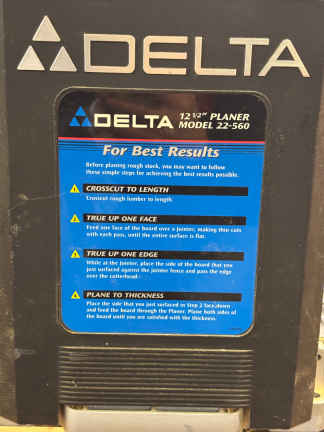 DELTA
DELTA 12 1/2" PLANER
MODEL 22-560
For Best Results
Before planing rough stock, you may want to follow
these simple steps for achieving the best results possible.
CROSSCUT TO LENGTH
Crosscut rough lumber to length.
TRUE UP ONE FACE
Feed one face of the board over a jointer, making thin cuts
with each pass, until the entire surface is flat.
TRUE UP ONE EDGE
While at the jointer, place the side of the board that you
just surfaced against the jointer fence and pass the edge
over the cutterhead.
PLANE TO THICKNESS
Place the side that you just surfaced in Step 2 face down
and feed the board through the Planer. Plane both sides of
the board until you are satisfied with the thickness.